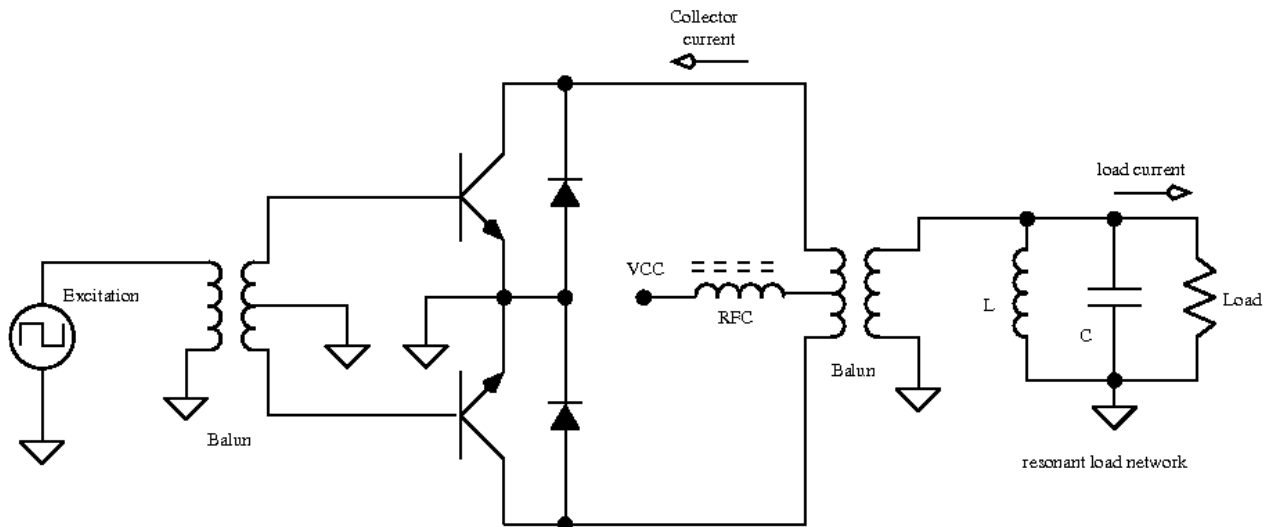 Collector
current
load current
VCC
Excitation
RFC
L
C
Load
Balun
Balun
resonant load network